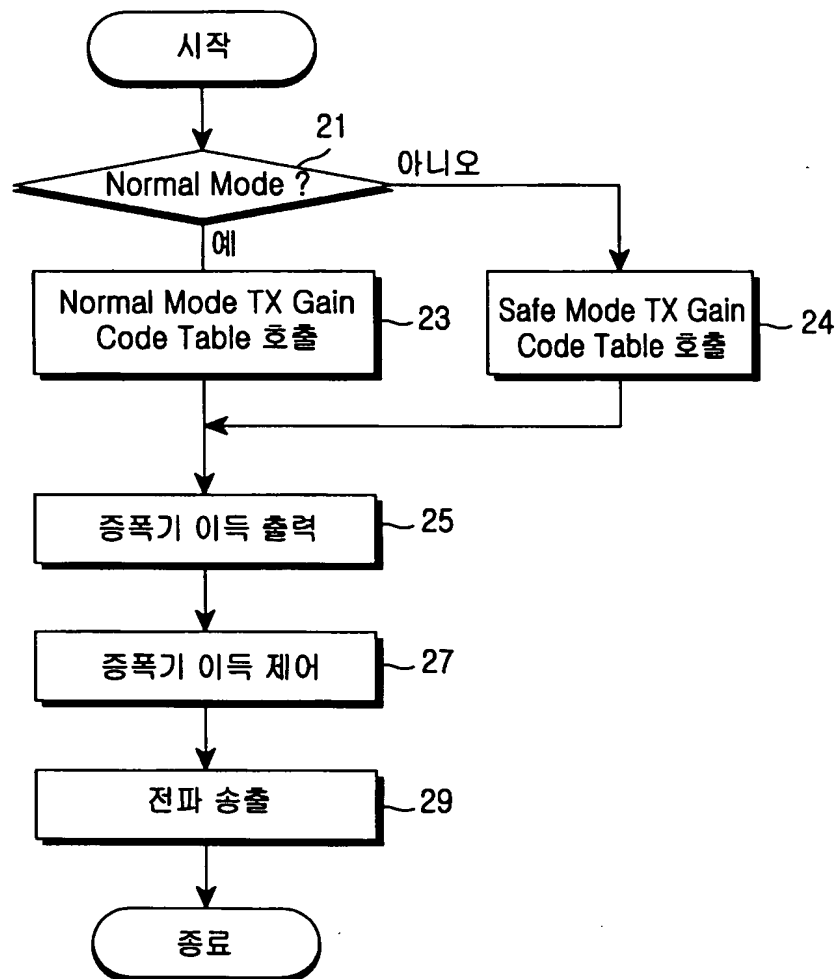 시작
21
Normal Mode ?
아니오
예
Normal Mode TX Gain
Code Table 호출
23
Safe Mode TX Gain
Code Table 호출
24
증폭기 이득 출력
25
증폭기 이득 제어
27
전파 송출
29
종료